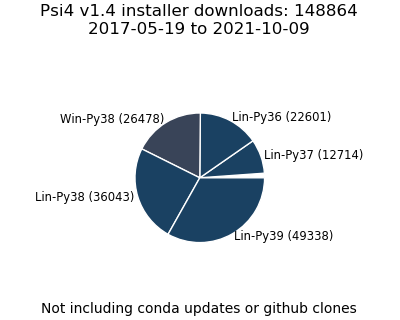 Psi4 v1.4 installer downloads: 148864
2017-05-19 to 2021-10-09
Win-Py38 (26478)
Lin-Py36 (22601)
Lin-Py37 (12714)
Lin-Py38 (36043)
Lin-Py39 (49338)
Not including conda updates or github clones